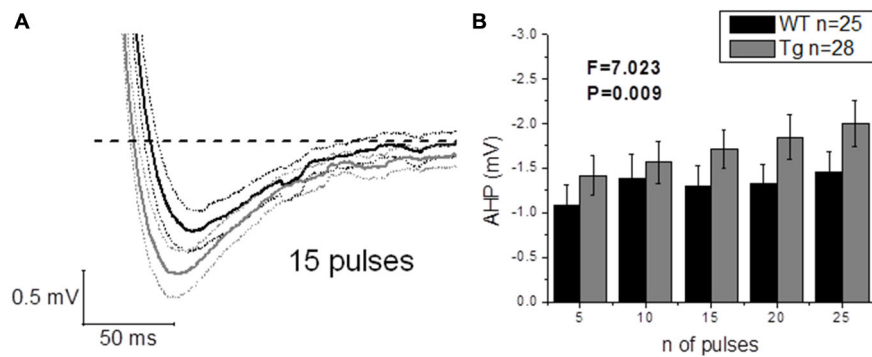 A
15 pulses
0.5 mV
50 ms
B
WT n=25
Tg n=28
F=7.023
P=0.009
AHP (mV)
-3.0
-2.5
-2.0
-1.5
-1.0
-0.5
0.0
5 10 15 20 25
n of pulses